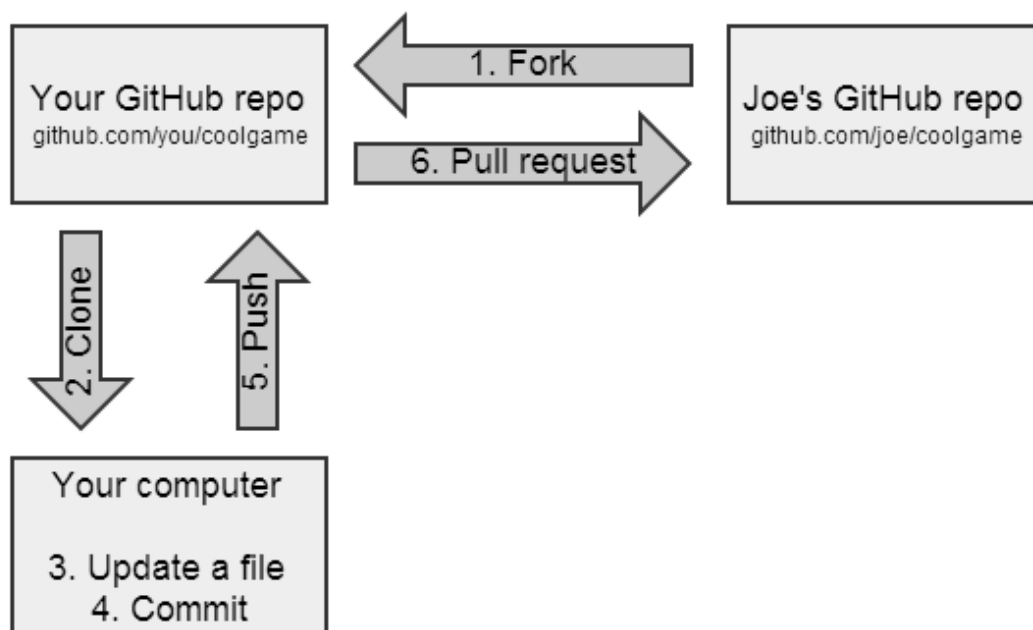 Your GitHub repo
github.com/you/coolgame
1. Fork
6. Pull request
Joe's GitHub repo
github.com/joe/coolgame
2. Clone
5. Push
Your computer
3. Update a file
4. Commit